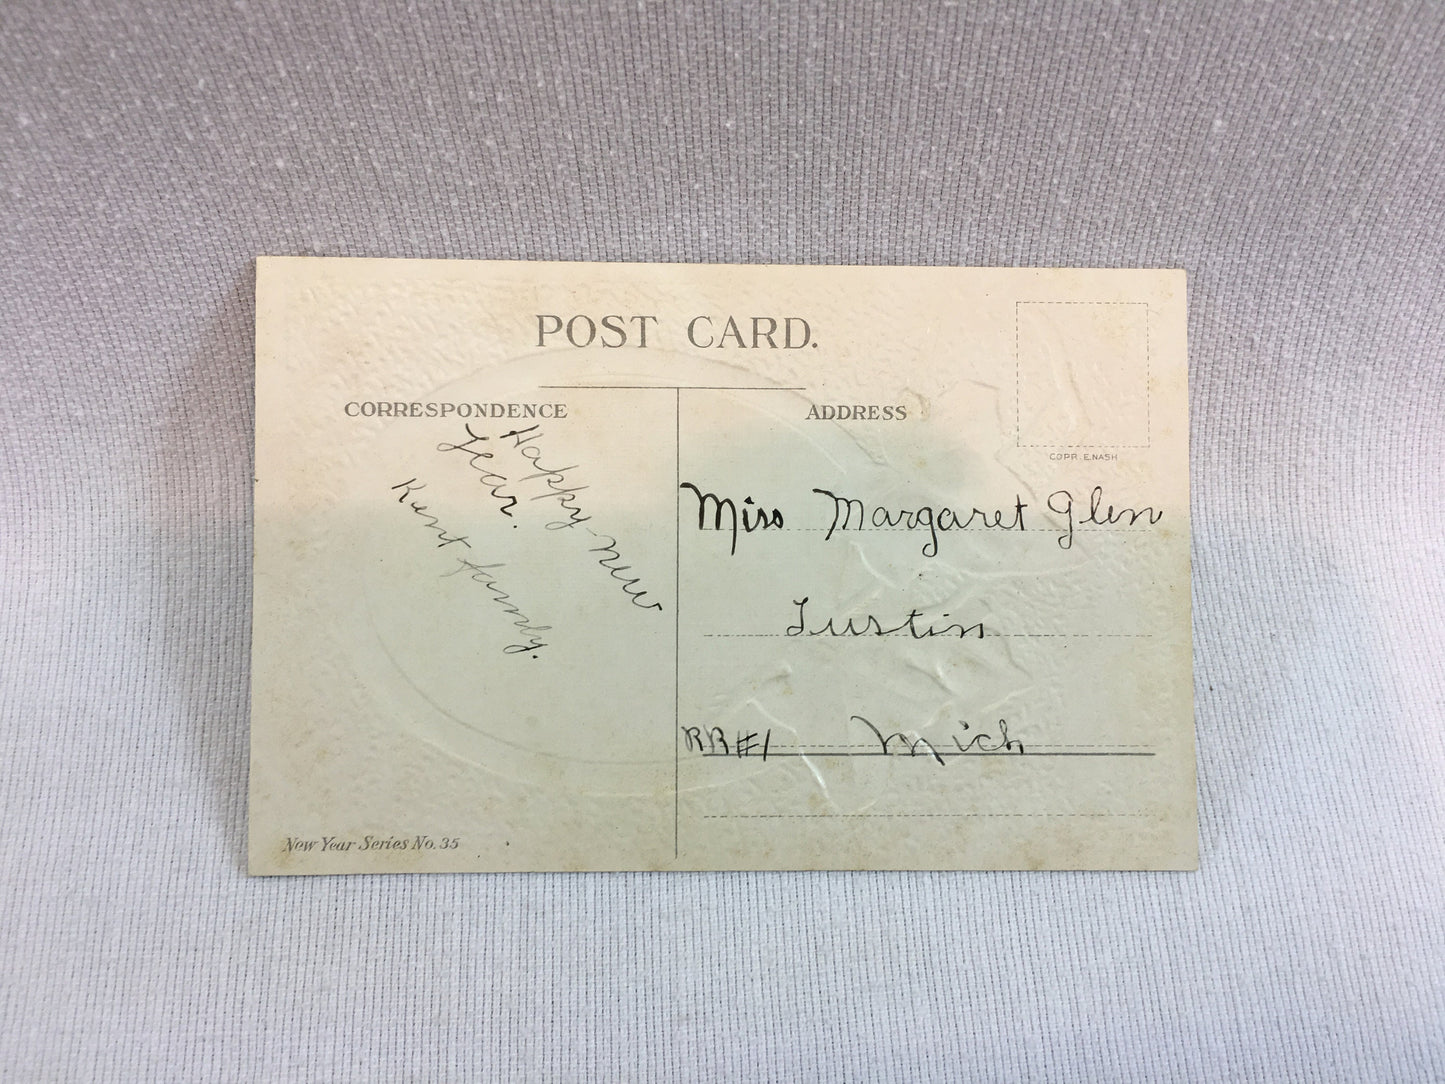 POST CARD.
CORRESPONDENCE
ADDRESS
COPR. E. NASH
Happy New
Year.
Kent family.
Miss Margaret Glen
Tustin
RR#1 Mich
New Year Series No. 35